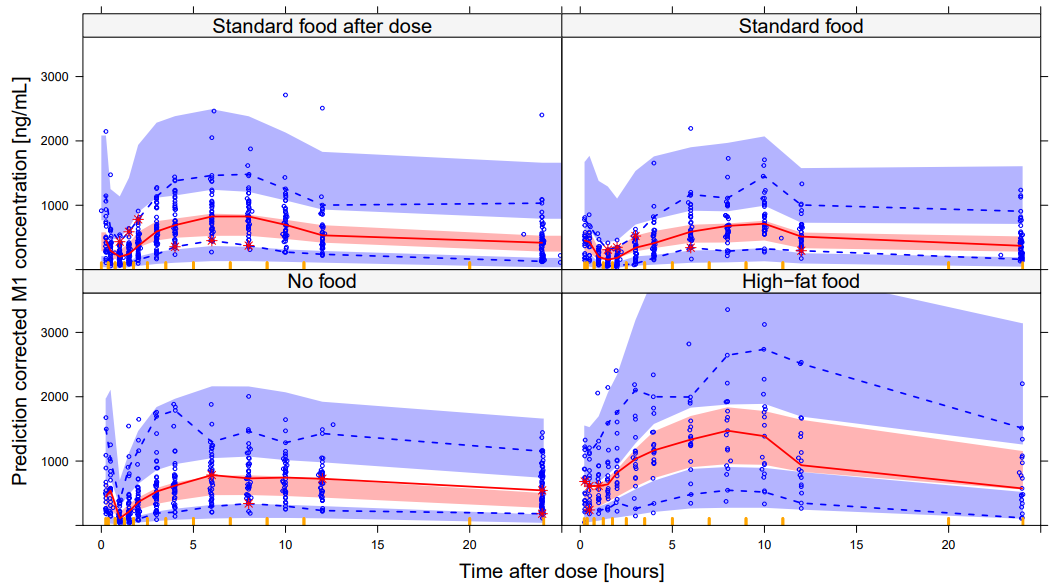 Standard food after dose
Standard food
3000
2000
1000
No food
High−fat food
3000
2000
1000
0
5
10
15
20
0
5
10
15
20
Prediction corrected M1 concentration [ng/mL]
Time after dose [hours]